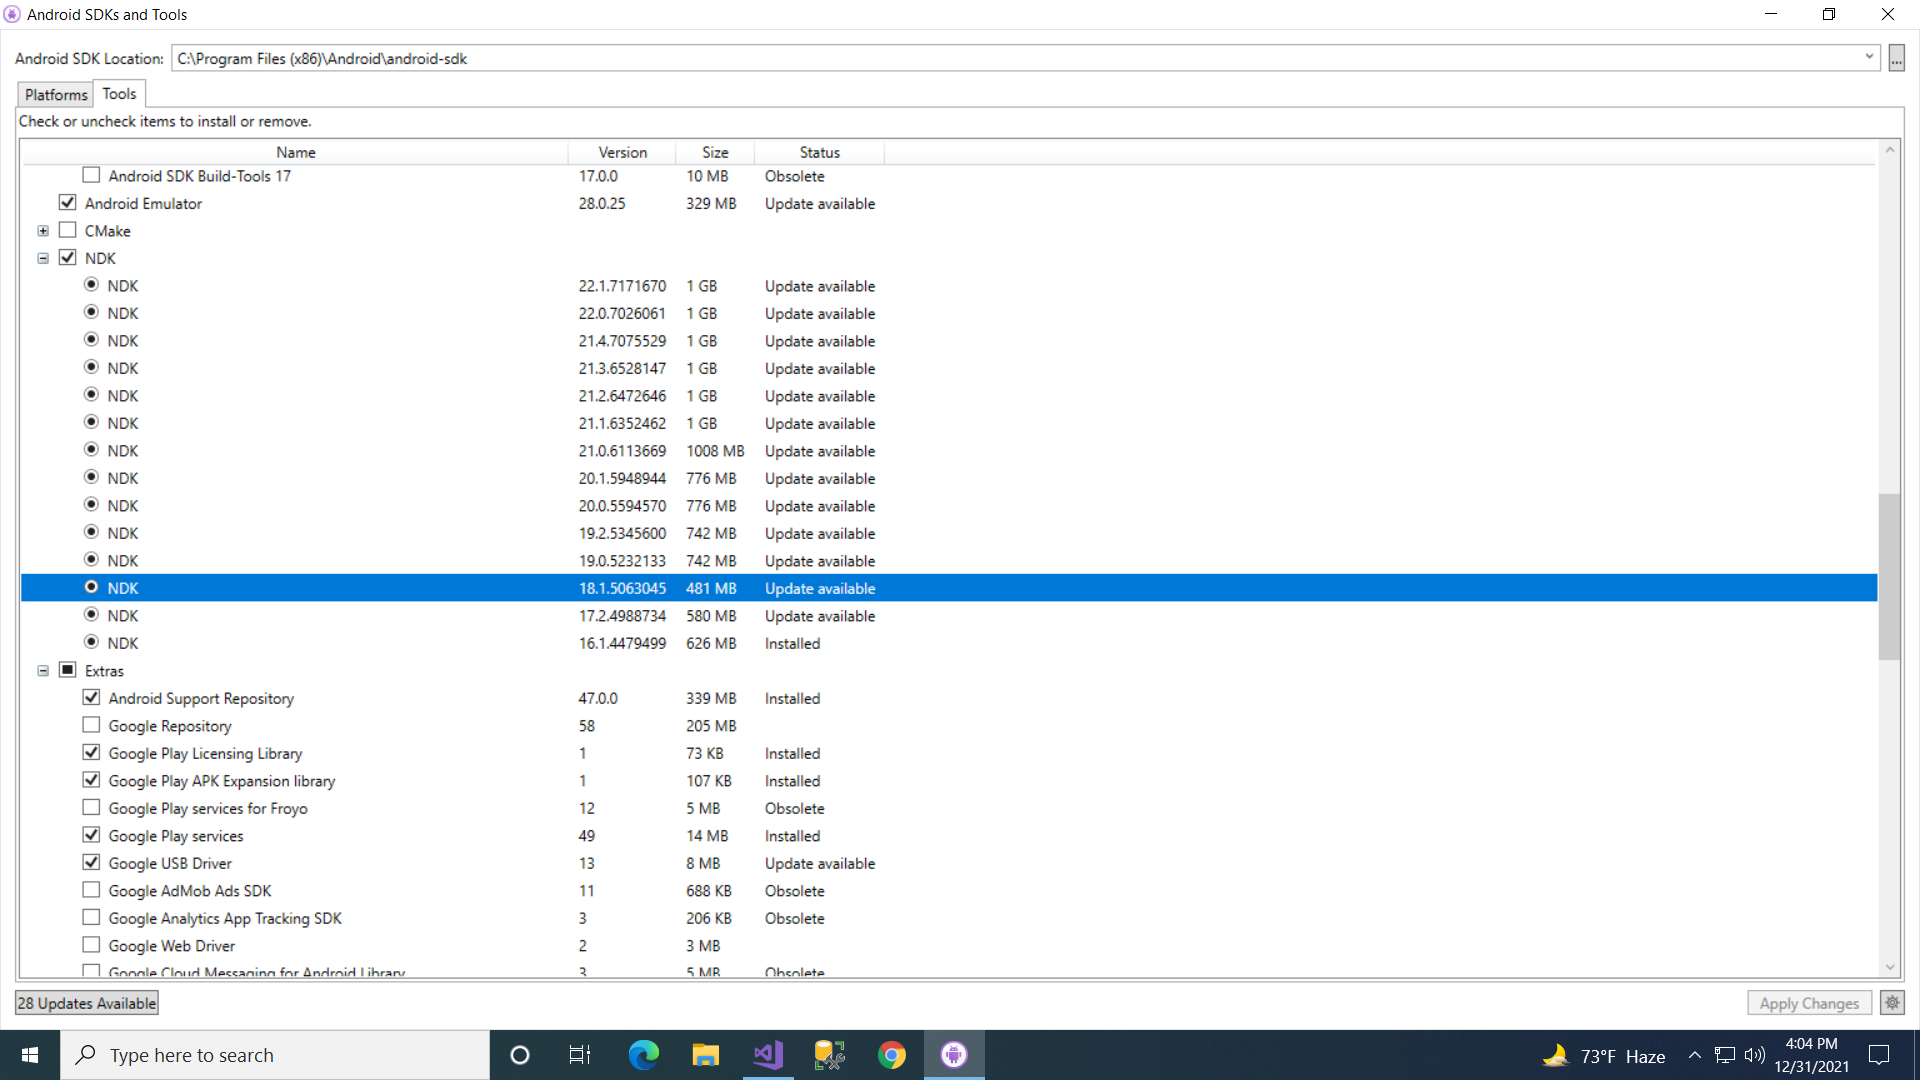 Android SDKs and Tools
Android SDK Location: C:\Program Files (x86)\Android\android-sdk ...
Platforms Tools
Check or uncheck items to install or remove.
Name Version Size Status
Android SDK Build-Tools 17 17.0.0 10 MB Obsolete
Android Emulator 28.0.25 329 MB Update available
CMake
NDK
NDK 22.1.7171670 1 GB Update available
NDK 22.0.7026061 1 GB Update available
NDK 21.4.7075529 1 GB Update available
NDK 21.3.6528147 1 GB Update available
NDK 21.2.6472646 1 GB Update available
NDK 21.1.6352462 1 GB Update available
NDK 21.0.6113669 1008 MB Update available
NDK 20.1.5948944 776 MB Update available
NDK 20.0.5594570 776 MB Update available
NDK 19.2.5345600 742 MB Update available
NDK 19.0.5232133 742 MB Update available
NDK 18.1.5063045 481 MB Update available
NDK 17.2.4988734 580 MB Update available
NDK 16.1.4479499 626 MB Installed
Extras
Android Support Repository 47.0.0 339 MB Installed
Google Repository 58 205 MB
Google Play Licensing Library 1 73 KB Installed
Google Play APK Expansion library 1 107 KB Installed
Google Play services for Froyo 12 5 MB Obsolete
Google Play services 49 14 MB Installed
Google USB Driver 13 8 MB Update available
Google AdMob Ads SDK 11 688 KB Obsolete
Google Analytics App Tracking SDK 3 206 KB Obsolete
Google Web Driver 2 3 MB
Google Cloud Messaging for Android Library 3 5 MB Obsolete
28 Updates Available Apply Changes
Type here to search
73°F Haze
4:04 PM
12/31/2021